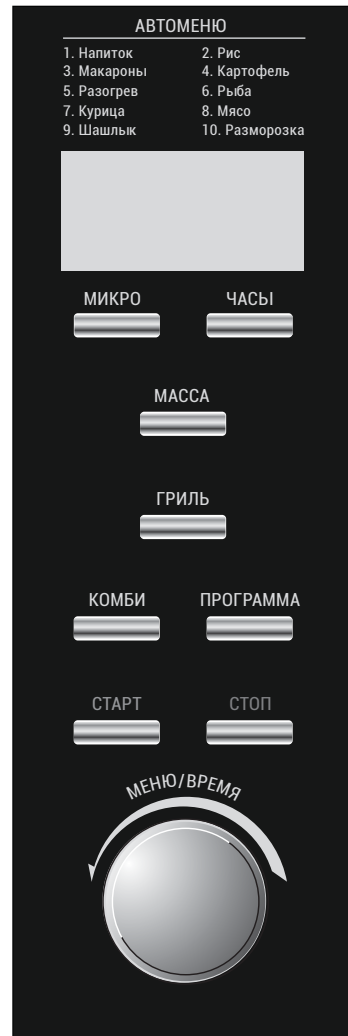 АВТОМЕНЮ
1. Напиток 2. Рис
3. Макароны 4. Картофель
5. Разогрев 6. Рыба
7. Курица 8. Мясо
9. Шашлык 10. Разморозка
МИКРО ЧАСЫ
МАССА
ГРИЛЬ
КОМБИ ПРОГРАММА
СТАРТ СТОП
МЕНЮ/ВРЕМЯ